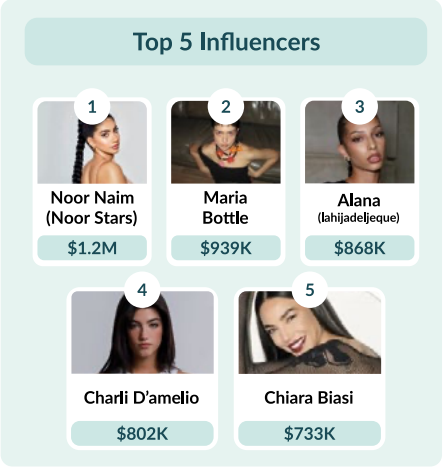 Top 5 Influencers
1
Noor Naim
(Noor Stars)
$1.2M
2
Maria
Bottle
$939K
3
Alana
(lahijadeljeque)
$868K
4
Charli D'amelio
$802K
5
Chiara Biasi
$733K